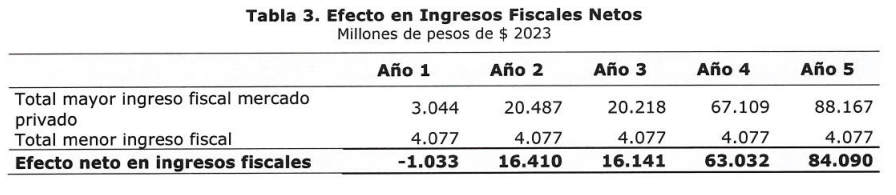 Tabla 3. Efecto en Ingresos Fiscales Netos
Millones de pesos de $ 2023
Año 1 Año 2 Año 3 Año 4 Año 5
Total mayor ingreso fiscal mercado
privado 3.044 20.487 20.218 67.109 88.167
Total menor ingreso fiscal 4.077 4.077 4.077 4.077 4.077
Efecto neto en ingresos fiscales -1.033 16.410 16.141 63.032 84.090